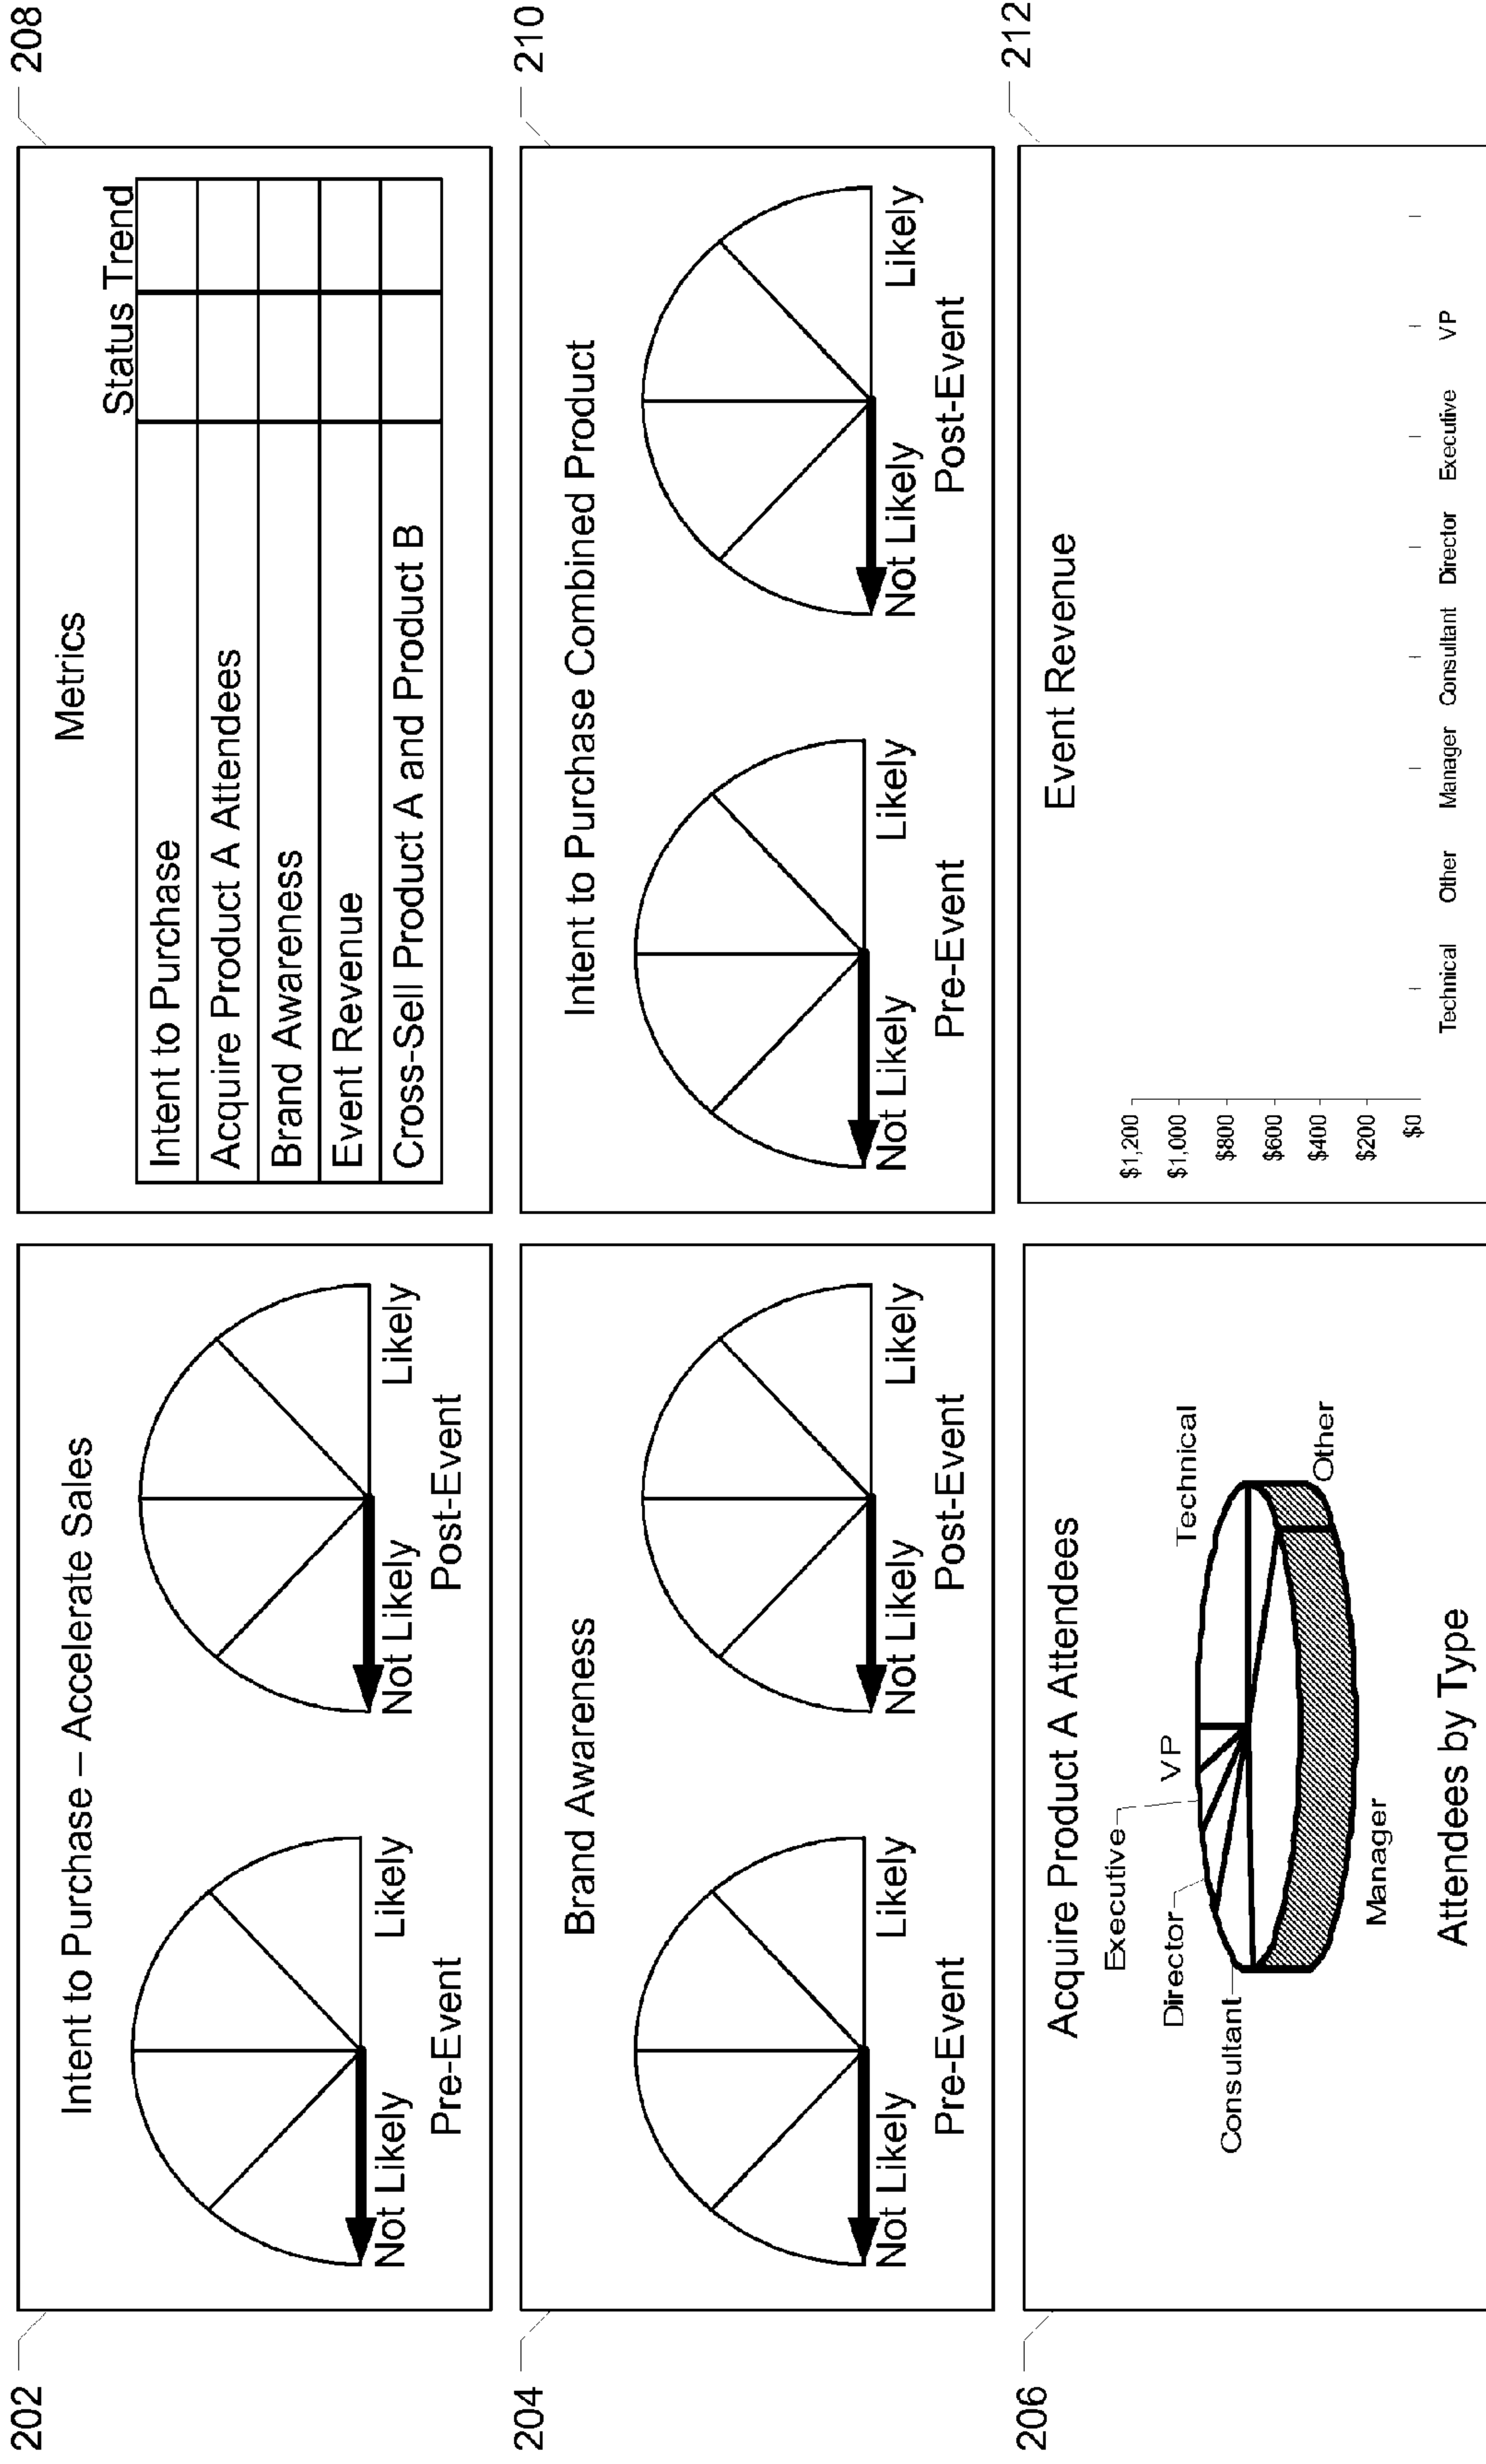 202
Intent to Purchase – Accelerate Sales
Not Likely
Likely
Pre-Event
Not Likely
Likely
Post-Event
208
Metrics
Status Trend
Intent to Purchase
Acquire Product A Attendees
Brand Awareness
Event Revenue
Cross-Sell Product A and Product B
204
Brand Awareness
Not Likely
Likely
Pre-Event
Not Likely
Likely
Post-Event
210
Intent to Purchase Combined Product
Not Likely
Likely
Pre-Event
Not Likely
Likely
Post-Event
206
Acquire Product A Attendees
Executive
VP
Director
Technical
Consultant
Other
Manager
Attendees by Type
212
Event Revenue
$1,200
$1,000
$800
$600
$400
$200
$0
Technical Other Manager Consultant Director Executive VP